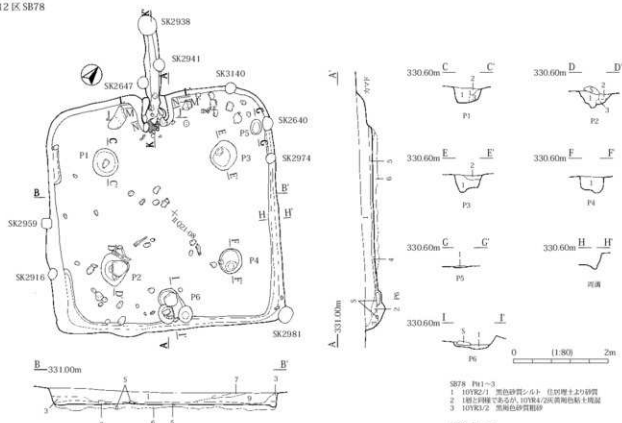 12区 SB78
SK2938
SK2941
SK2647
SK3140
SK2640
SK2974
SK2959
SK2916
SK2981
P1
P2
P3
P4
P5
P6
A
A'
B
B'
カマド
331.00m
330.60m
C
C'
P1
330.60m
D
D'
P2
330.60m
E
E'
P3
330.60m
F
F'
P4
330.60m
G
G'
P5
330.60m
H
H'
周溝
330.60m
I
I'
P6
0 (1:80) 2m
B
331.00m
B'
SB78 Pit1~3
1 10YR2/1 黒色砂質シルト 住居埋土より砂質
2 1層と同様であるが、10YR4/2灰黄褐色粘土塊混
3 10YR3/2 黒褐色砂質粗砂